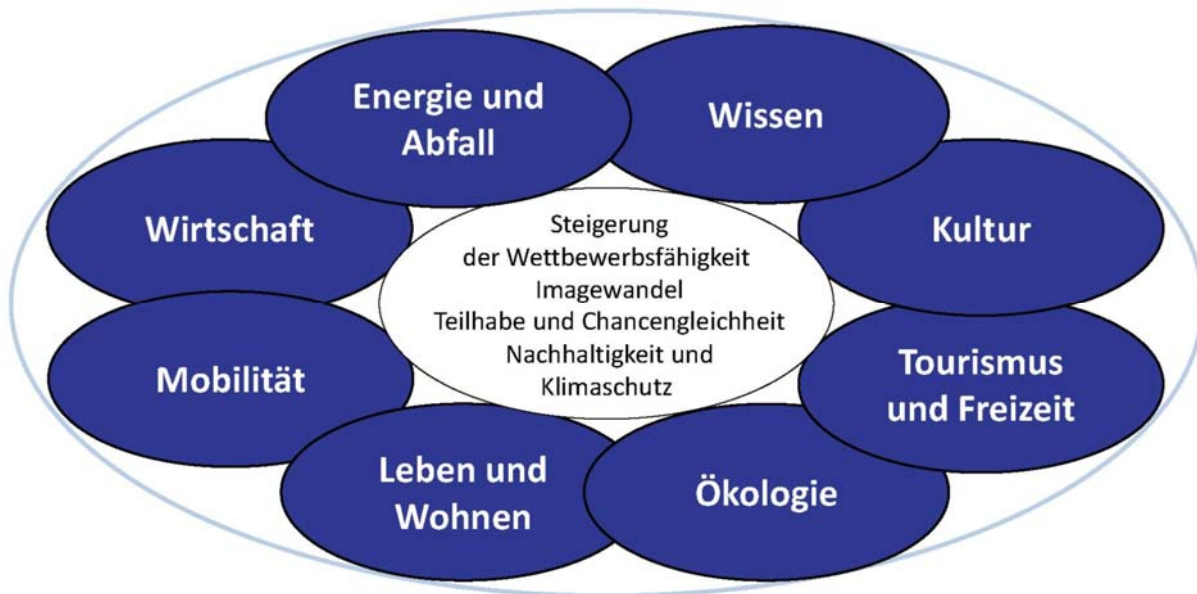 Energie und
Abfall
Wissen
Wirtschaft
Kultur
Steigerung
der Wettbewerbsfähigkeit
Imagewandel
Teilhabe und Chancengleichheit
Nachhaltigkeit und
Klimaschutz
Mobilität
Tourismus
und Freizeit
Leben und
Wohnen
Ökologie